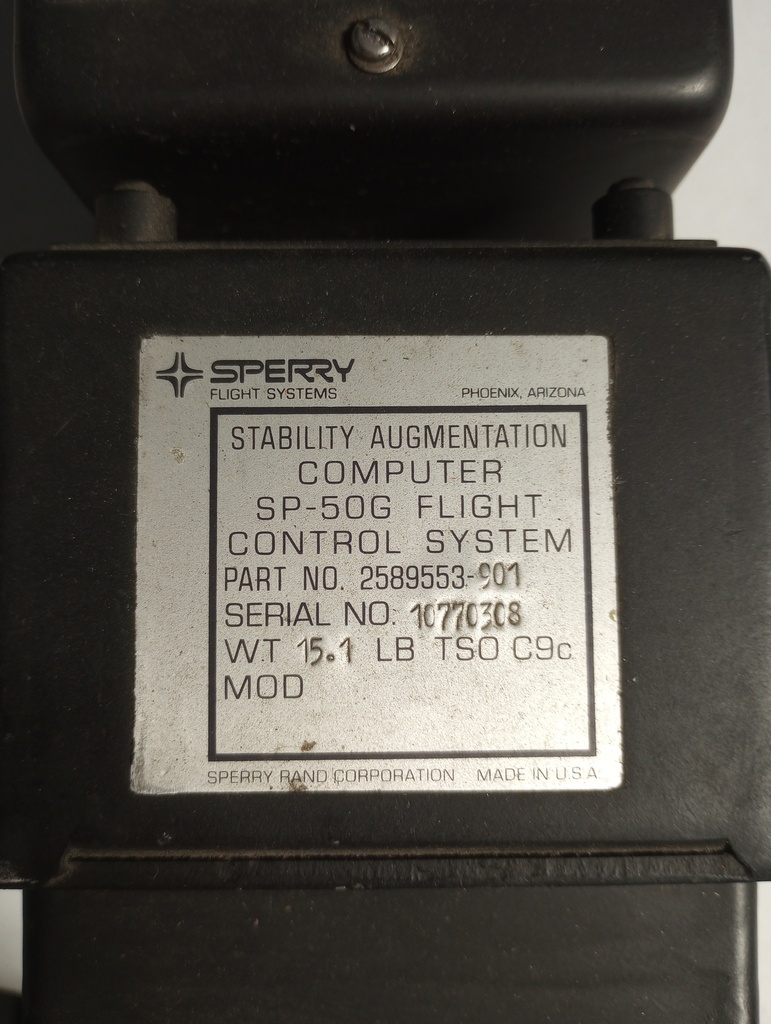 SPERRY
FLIGHT SYSTEMS PHOENIX, ARIZONA
STABILITY AUGMENTATION
COMPUTER
SP-50G FLIGHT
CONTROL SYSTEM
PART NO. 2589553-901
SERIAL NO: 10770308
WT 15.1 LB TSO C9c
MOD
SPERRY RAND CORPORATION MADE IN U.S.A.